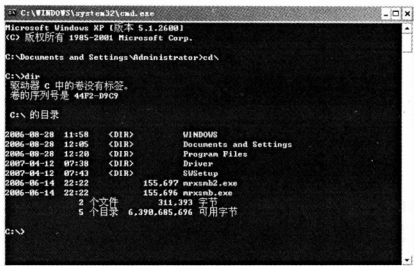 C:\WINDOWS\system32\cmd.exe
Microsoft Windows XP [版本 5.1.2600]
(C) 版权所有 1985-2001 Microsoft Corp.
C:\Documents and Settings\Administrator>cd\
C:\>dir
驱动器 C 中的卷没有标签。
卷的序列号是 44F2-D9C9
C:\ 的目录
2006-08-28 11:58 <DIR> WINDOWS
2006-08-28 12:05 <DIR> Documents and Settings
2006-08-28 12:20 <DIR> Program Files
2007-04-12 07:38 <DIR> Driver
2007-04-12 07:43 <DIR> SWSetup
2006-06-14 22:22 155,697 mrxsmb2.exe
2006-06-14 22:22 155,696 mrxsmb.exe
2 个文件 311,393 字节
5 个目录 6,390,685,696 可用字节
C:\>